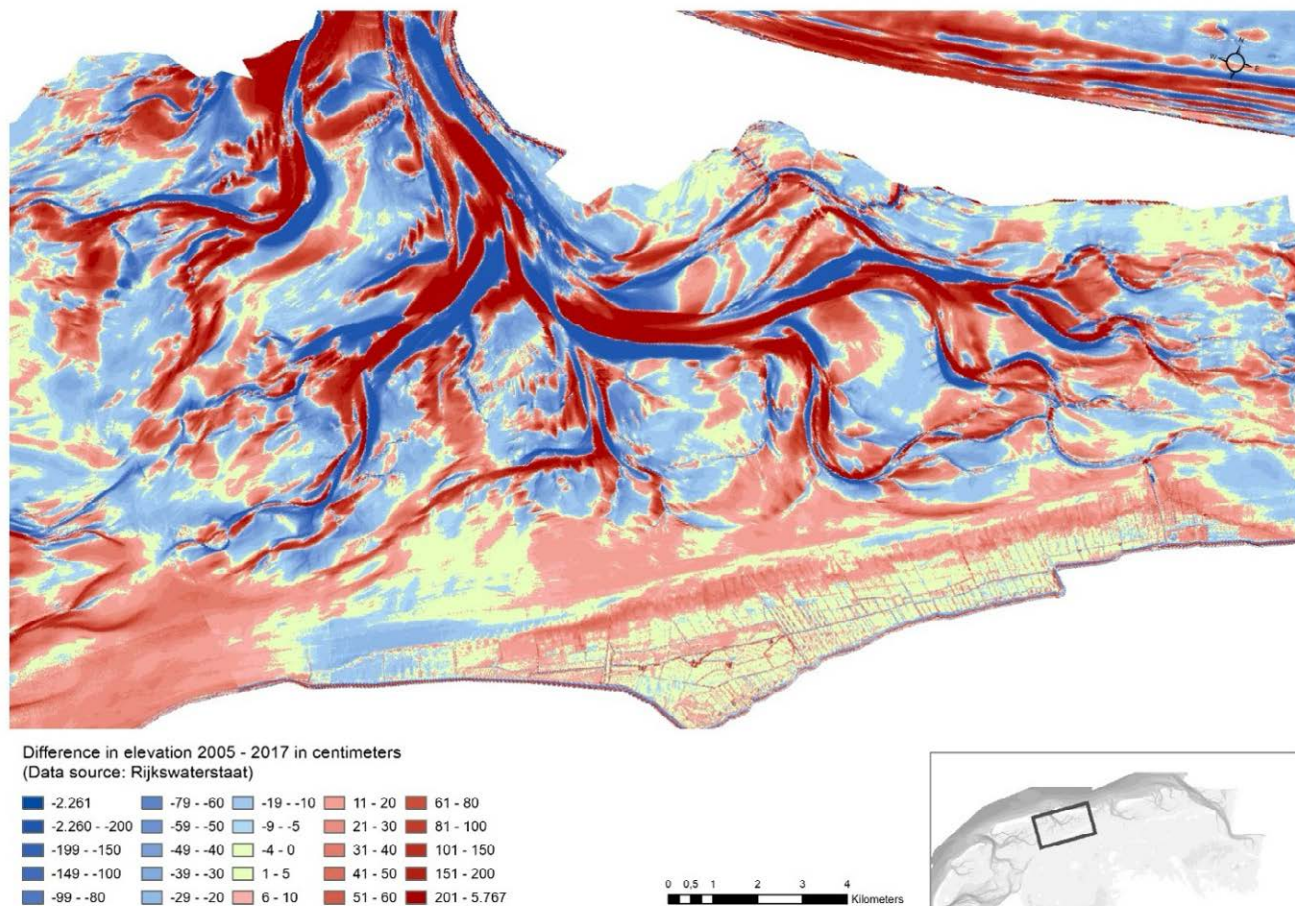 N
W
E
Difference in elevation 2005 - 2017 in centimeters
(Data source: Rijkswaterstaat)
-2.261
-2.260 - -200
-199 - -150
-149 - -100
-99 - -80
-79 - -60
-59 - -50
-49 - -40
-39 - -30
-29 - -20
-19 - -10
-9 - -5
-4 - 0
1 - 5
6 - 10
11 - 20
21 - 30
31 - 40
41 - 50
51 - 60
61 - 80
81 - 100
101 - 150
151 - 200
201 - 5.767
0 0,5 1 2 3 4
Kilometers